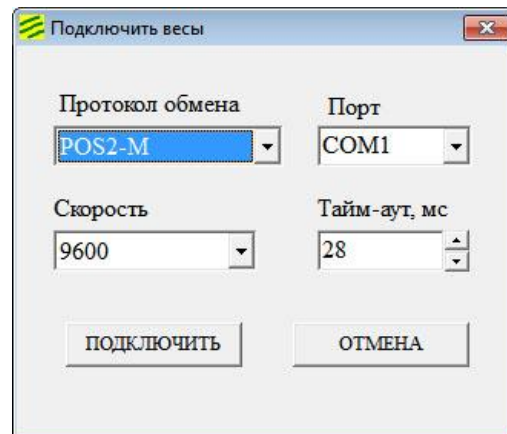 Подключить весы
Протокол обмена
Порт
POS2-M
COM1
Скорость
Тайм-аут, мс
9600
28
ПОДКЛЮЧИТЬ
ОТМЕНА